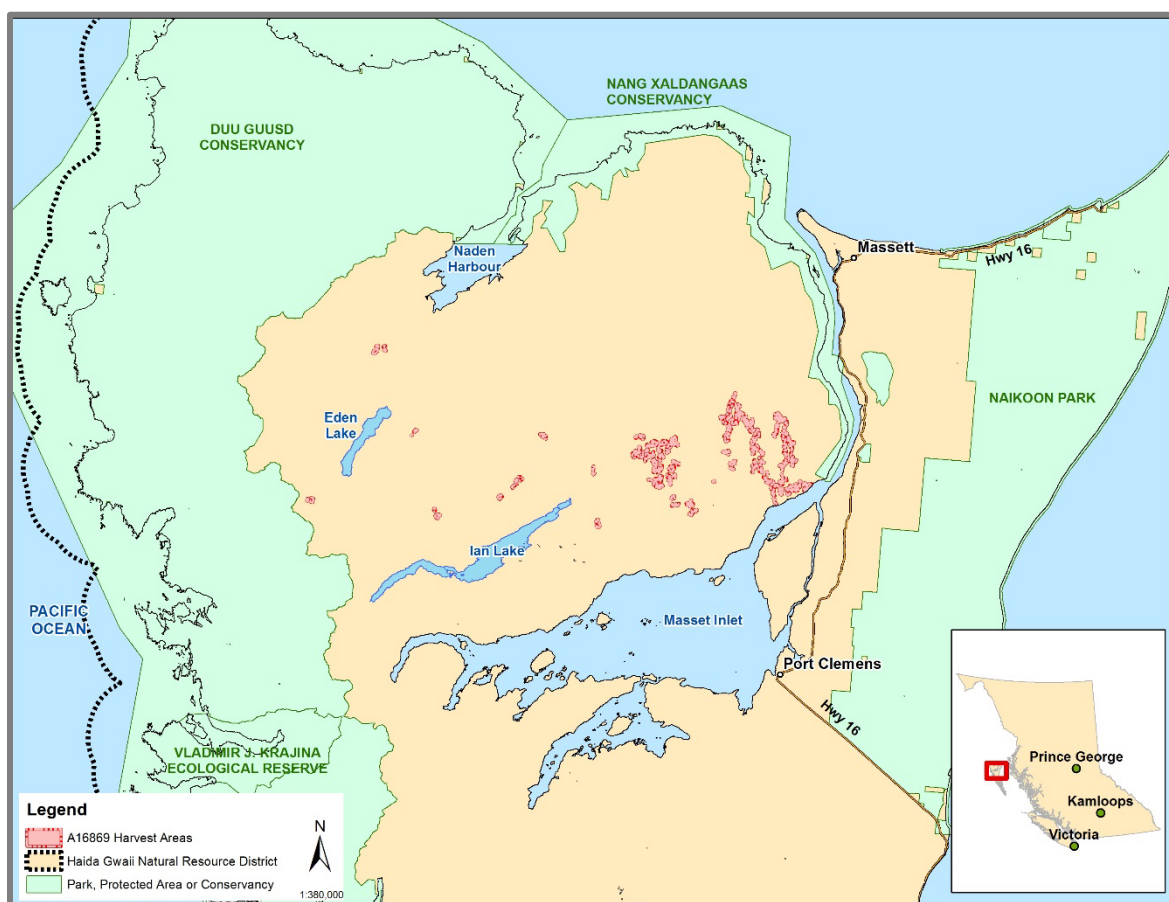 NANG XALDANGAAS
CONSERVANCY
DUU GUUSD
CONSERVANCY
Naden
Harbour
Massett
Hwy 16
NAIKOON PARK
Eden
Lake
Ian Lake
PACIFIC
OCEAN
Masset Inlet
Port Clemens
Hwy 16
VLADIMIR J. KRAJINA
ECOLOGICAL RESERVE
Legend
A16869 Harvest Areas
Haida Gwaii Natural Resource District
Park, Protected Area or Conservancy
N
1:380,000
Prince George
Kamloops
Victoria